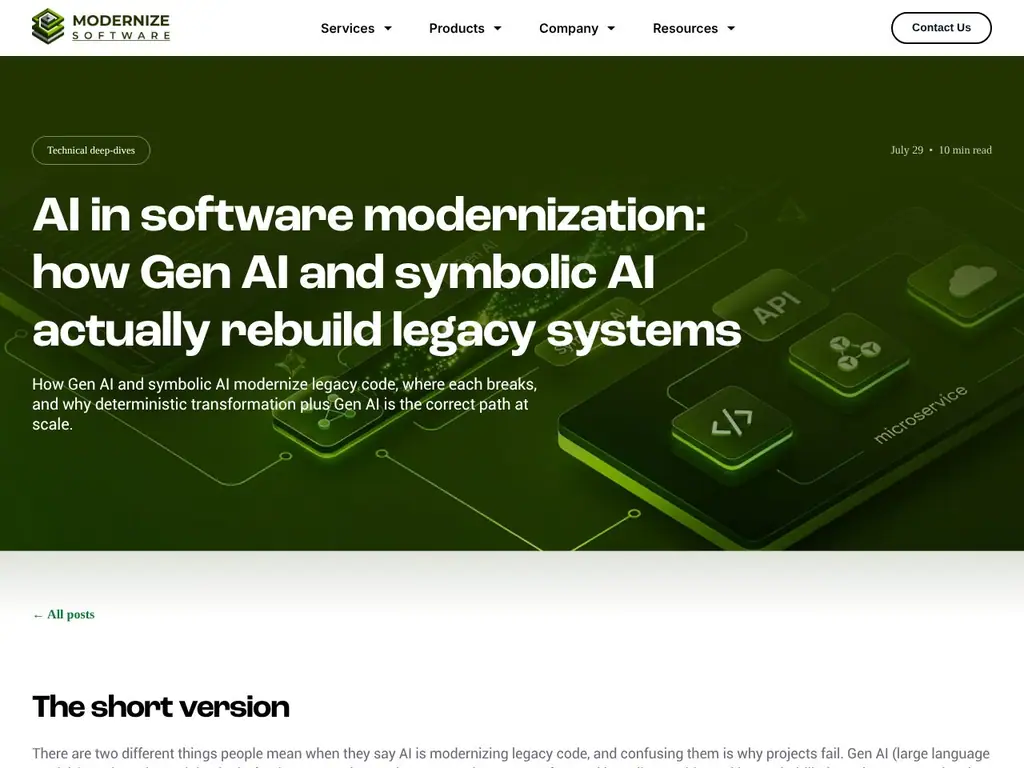 MODERNIZE
SOFTWARE
Services
Products
Company
Resources
Contact Us
Technical deep-dives
July 29 • 10 min read
AI in software modernization:
how Gen AI and symbolic AI
actually rebuild legacy systems
How Gen AI and symbolic AI modernize legacy code, where each breaks,
and why deterministic transformation plus Gen AI is the correct path at
scale.
API
</>
microservice
← All posts
The short version
There are two different things people mean when they say AI is modernizing legacy code, and confusing them is why projects fail. Gen AI (large language